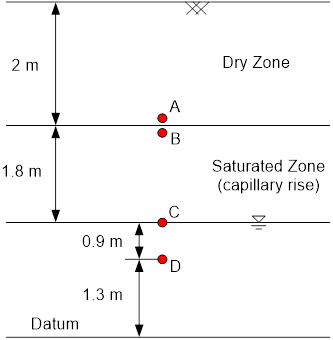 2 m
Dry Zone
A
B
1.8 m
Saturated Zone
(capillary rise)
C
0.9 m
D
1.3 m
Datum